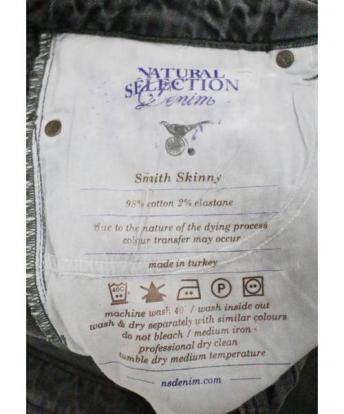 NATURAL
SELECTION
Denim
Smith Skinny
98% cotton 2% elastane
due to the nature of the dying process
colour transfer may occur
made in turkey
40C
P
machine wash 40° / wash inside out
wash & dry separately with similar colours
do not bleach / medium iron
professional dry clean
tumble dry medium temperature
nsdenim.com